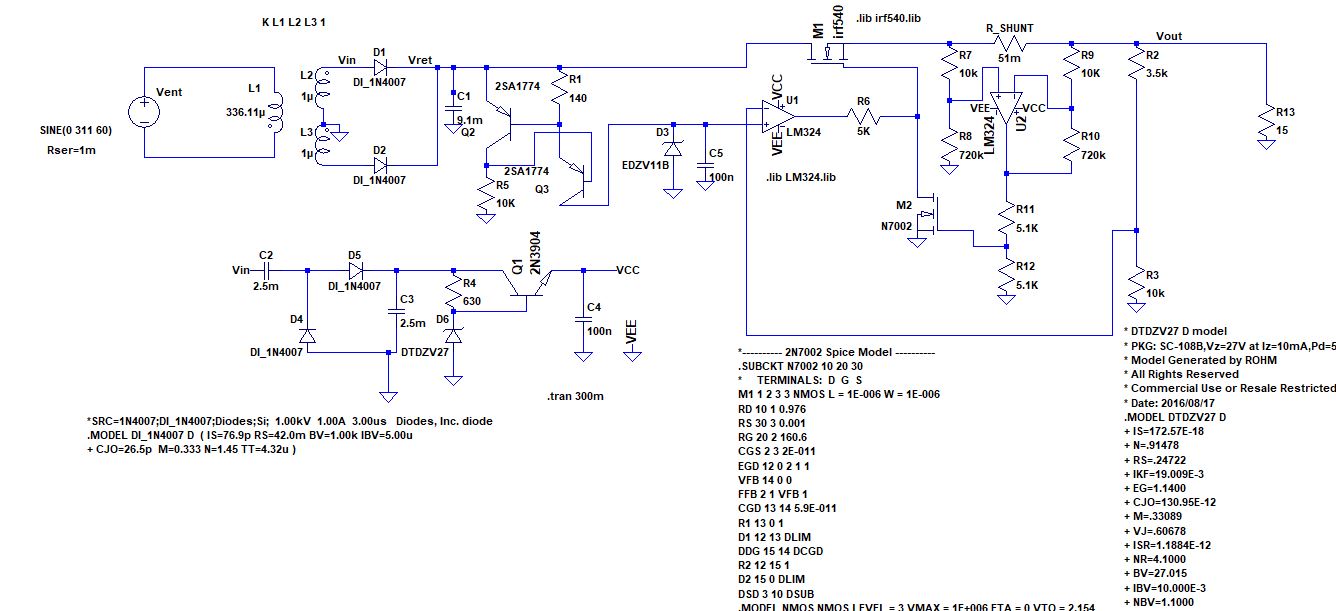 K L1 L2 L3 1
.lib irf540.lib
M1
irf540
R_SHUNT
51m
Vout
Vin
D1
DI_1N4007
Vret
L2
1µ
L1
336.11µ
Vent
SINE(0 311 60)
Rser=1m
L3
1µ
D2
DI_1N4007
C1
9.1m
Q2
2SA1774
R1
140
2SA1774
Q3
R5
10K
D3
EDZV11B
C5
100n
VCC
U1
LM324
VEE
.lib LM324.lib
R6
5K
R7
10k
R8
720k
VEE
VCC
LM324
U2
R9
10K
R10
720k
R2
3.5k
R13
15
M2
N7002
R11
5.1K
R12
5.1K
R3
10k
Vin
C2
2.5m
D5
DI_1N4007
D4
DI_1N4007
C3
2.5m
R4
630
D6
DTDZV27
Q1
2N3904
VCC
C4
100n
VEE
.tran 300m
*SRC=1N4007;DI_1N4007;Diodes;Si; 1.00kV 1.00A 3.00us Diodes, Inc. diode
.MODEL DI_1N4007 D ( IS=76.9p RS=42.0m BV=1.00k IBV=5.00u
+ CJO=26.5p M=0.333 N=1.45 TT=4.32u )
*---------- 2N7002 Spice Model ----------
.SUBCKT N7002 10 20 30
* TERMINALS: D G S
M1 1 2 3 3 NMOS L = 1E-006 W = 1E-006
RD 10 1 0.976
RS 30 3 0.001
RG 20 2 160.6
CGS 2 3 2E-011
EGD 12 0 2 1 1
VFB 14 0 0
FFB 2 1 VFB 1
CGD 13 14 5.9E-011
R1 13 0 1
D1 12 13 DLIM
DDG 15 14 DCGD
R2 12 15 1
D2 15 0 DLIM
DSD 3 10 DSUB
.MODEL NMOS NMOS LEVEL = 3 VMAX = 1E+006 ETA = 0 VTO = 2.154
* DTDZV27 D model
* PKG: SC-108B,Vz=27V at Iz=10mA,Pd=5
* Model Generated by ROHM
* All Rights Reserved
* Commercial Use or Resale Restricted
* Date: 2016/08/17
.MODEL DTDZV27 D
+ IS=172.57E-18
+ N=.91478
+ RS=.24722
+ IKF=19.009E-3
+ EG=1.1400
+ CJO=130.95E-12
+ M=.33089
+ VJ=.60678
+ ISR=1.1884E-12
+ NR=4.1000
+ BV=27.015
+ IBV=10.000E-3
+ NBV=1.1000